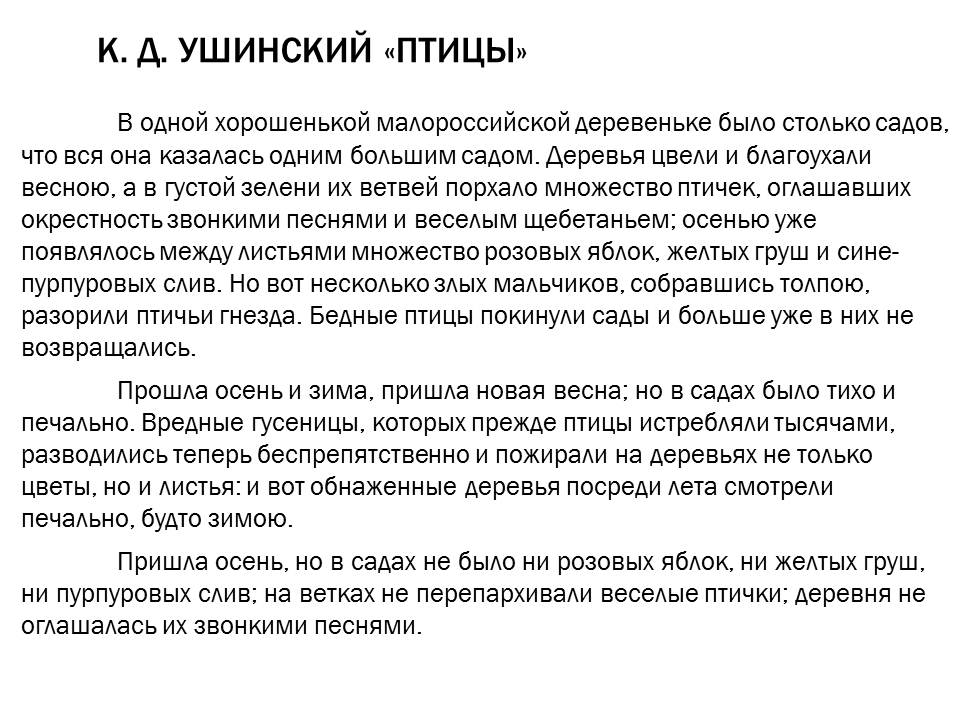 К. Д. УШИНСКИЙ «ПТИЦЫ»
В одной хорошенькой малороссийской деревеньке было столько садов,
что вся она казалась одним большим садом. Деревья цвели и благоухали
весною, а в густой зелени их ветвей порхало множество птичек, оглашавших
окрестность звонкими песнями и веселым щебетаньем; осенью уже
появлялось между листьями множество розовых яблок, желтых груш и сине-
пурпуровых слив. Но вот несколько злых мальчиков, собравшись толпою,
разорили птичьи гнезда. Бедные птицы покинули сады и больше уже в них не
возвращались.
Прошла осень и зима, пришла новая весна; но в садах было тихо и
печально. Вредные гусеницы, которых прежде птицы истребляли тысячами,
разводились теперь беспрепятственно и пожирали на деревьях не только
цветы, но и листья: и вот обнаженные деревья посреди лета смотрели
печально, будто зимою.
Пришла осень, но в садах не было ни розовых яблок, ни желтых груш,
ни пурпуровых слив; на ветках не перепархивали веселые птички; деревня не
оглашалась их звонкими песнями.